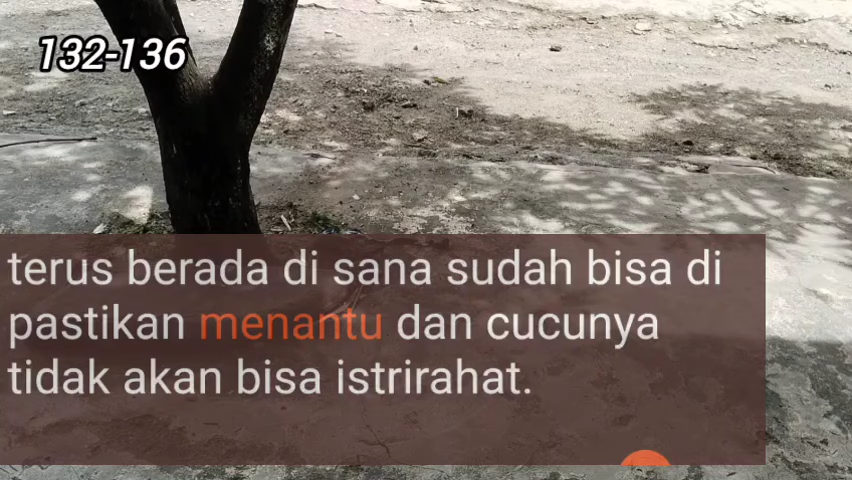 132-136
terus berada di sana sudah bisa di
pastikan menantu dan cucunya
tidak akan bisa istrirahat.